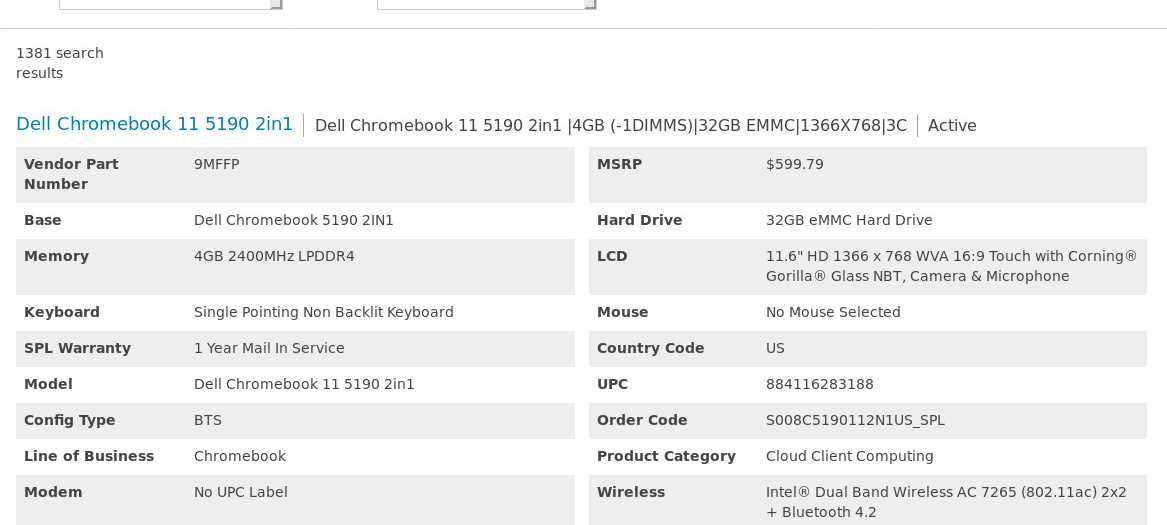 1381 search
results
Dell Chromebook 11 5190 2in1 Dell Chromebook 11 5190 2in1 |4GB (-1DIMMS)|32GB EMMC|1366X768|3C Active
Vendor Part Number 9MFFP MSRP $599.79
Base Dell Chromebook 5190 2IN1 Hard Drive 32GB eMMC Hard Drive
Memory 4GB 2400MHz LPDDR4 LCD 11.6" HD 1366 x 768 WVA 16:9 Touch with Corning®
Gorilla® Glass NBT, Camera & Microphone
Keyboard Single Pointing Non Backlit Keyboard Mouse No Mouse Selected
SPL Warranty 1 Year Mail In Service Country Code US
Model Dell Chromebook 11 5190 2in1 UPC 884116283188
Config Type BTS Order Code S008C5190112N1US_SPL
Line of Business Chromebook Product Category Cloud Client Computing
Modem No UPC Label Wireless Intel® Dual Band Wireless AC 7265 (802.11ac) 2x2
+ Bluetooth 4.2